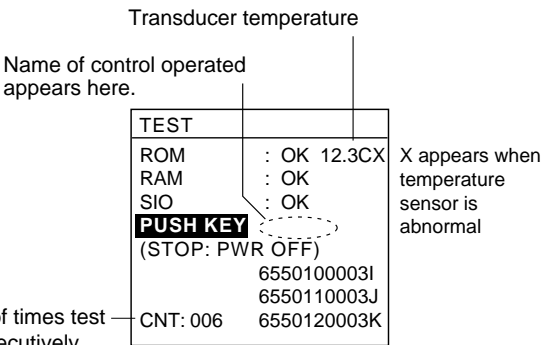 Transducer temperature
Name of control operated
appears here.
TEST
ROM : OK 12.3CX
RAM : OK
SIO : OK
PUSH KEY
(STOP: PWR OFF)
6550100003I
6550110003J
CNT: 006 6550120003K
X appears when
temperature
sensor is
abnormal
of times test